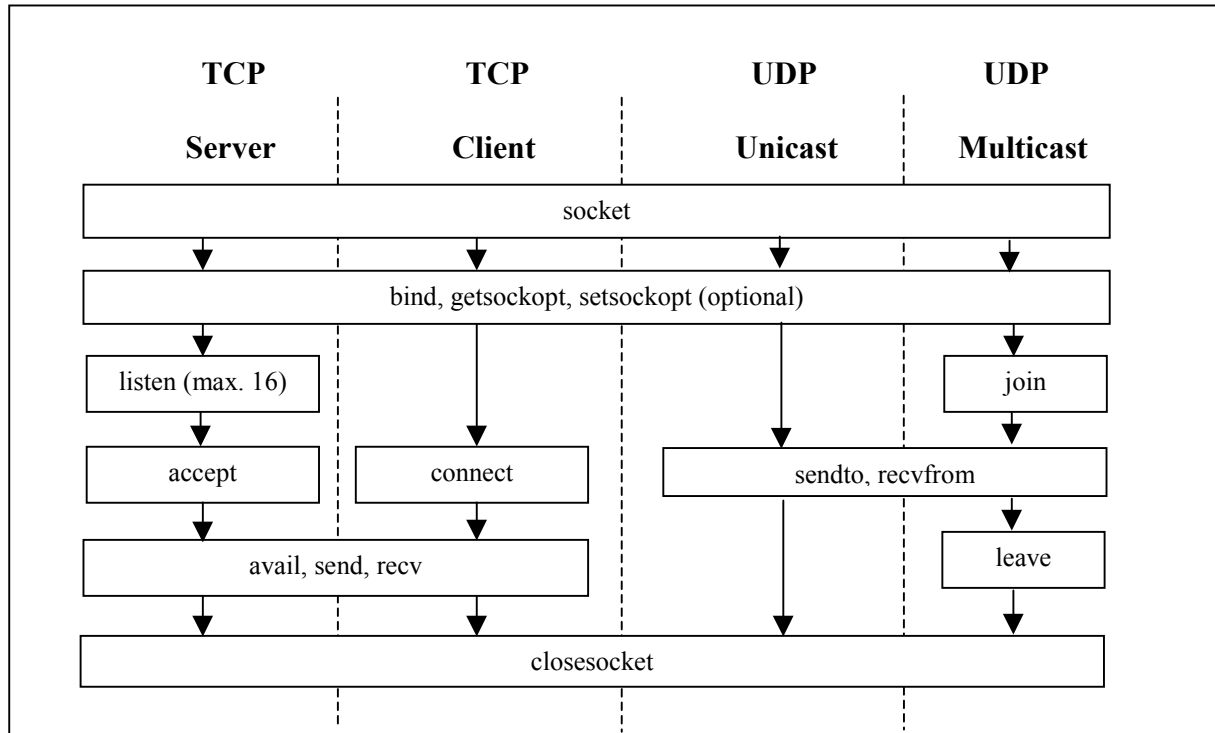 TCP TCP UDP UDP
Server Client Unicast Multicast
socket
bind, getsockopt, setsockopt (optional)
listen (max. 16) join
accept connect sendto, recvfrom
avail, send, recv leave
closesocket